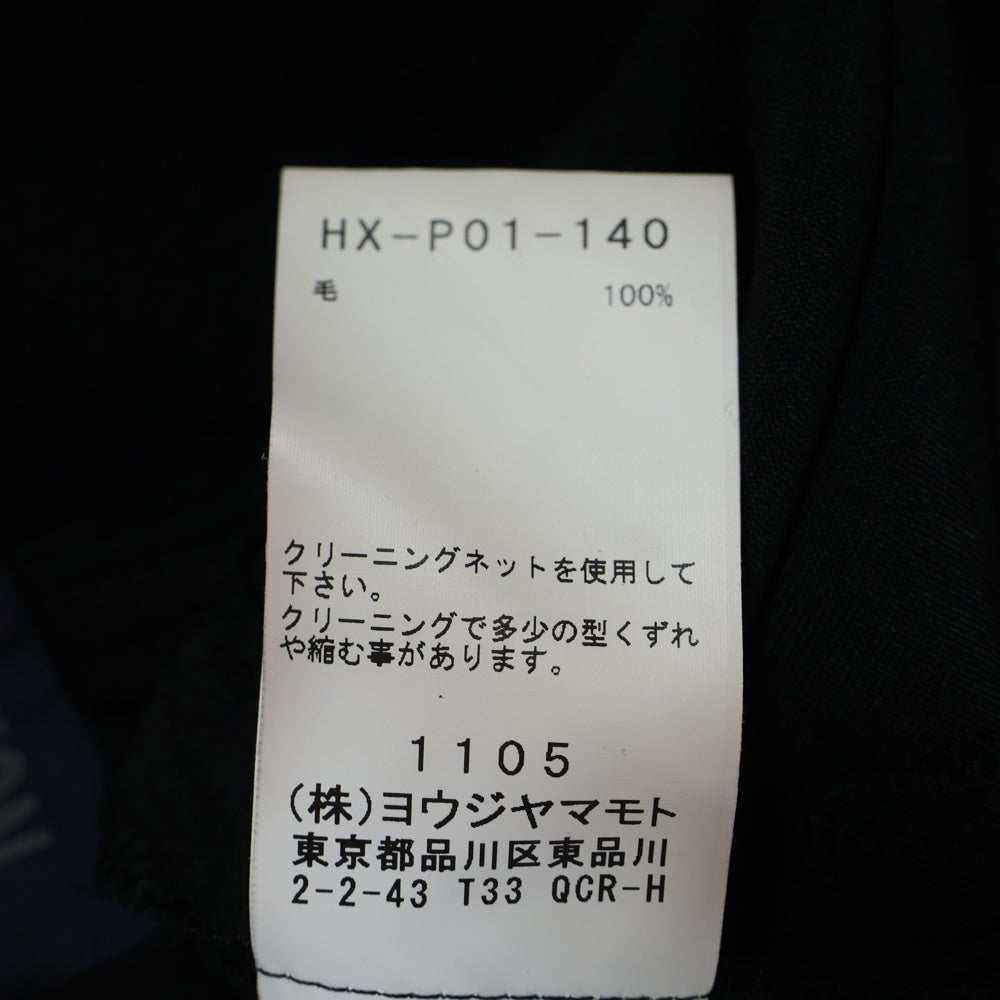 HX-P01-140
毛 100%
クリーニングネットを使用して
下さい。
クリーニングで多少の型くずれ
や縮む事があります。
1105
(株)ヨウジヤマモト
東京都品川区東品川
2-2-43 T33 QCR-H